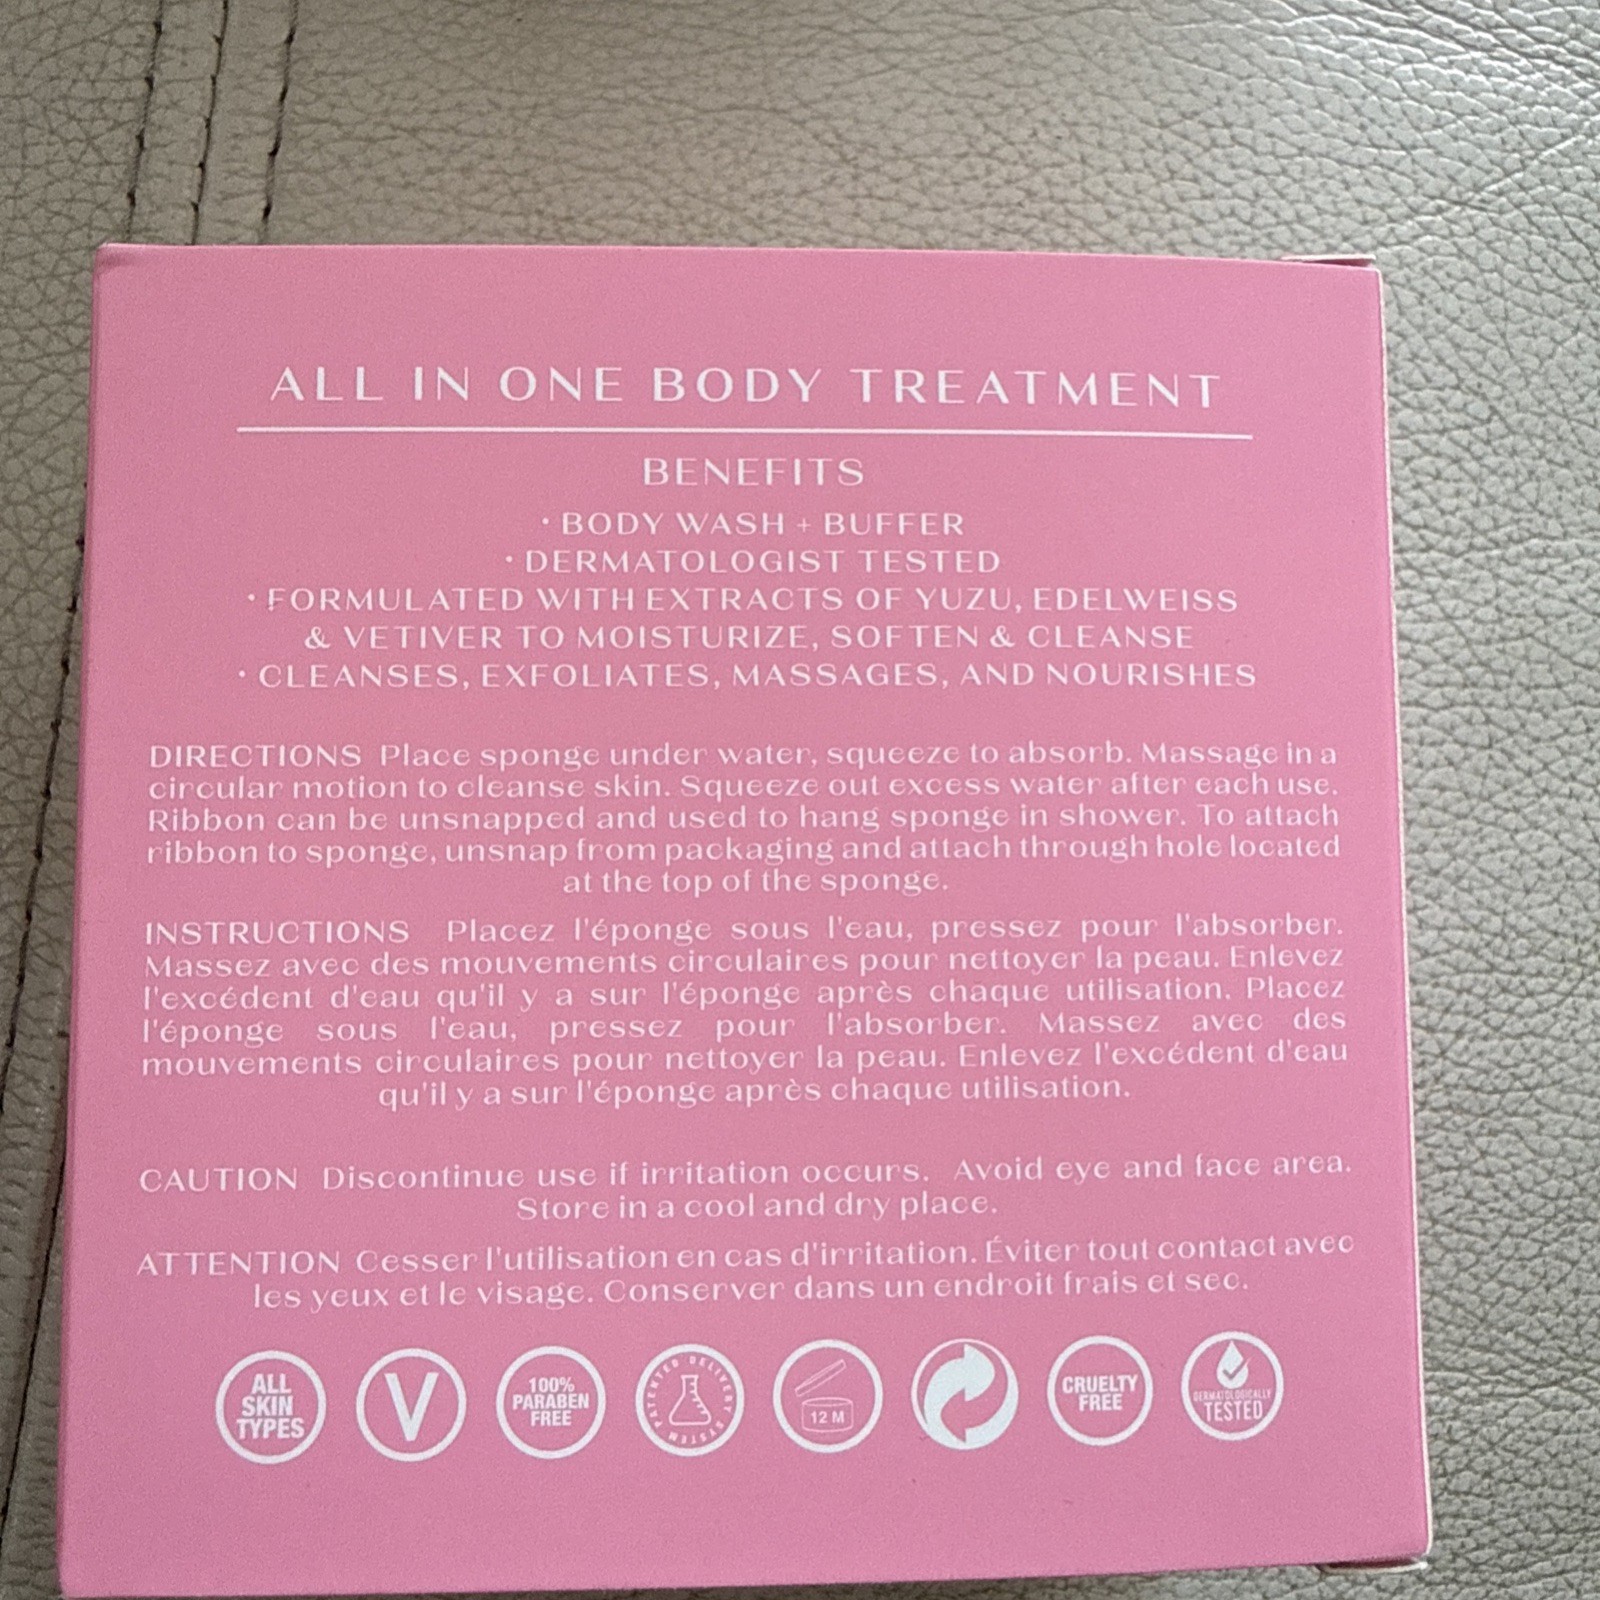 ALL IN ONE BODY TREATMENT
BENEFITS
• BODY WASH + BUFFER
• DERMATOLOGIST TESTED
• FORMULATED WITH EXTRACTS OF YUZU, EDELWEISS
& VETIVER TO MOISTURIZE, SOFTEN & CLEANSE
• CLEANSES, EXFOLIATES, MASSAGES, AND NOURISHES
DIRECTIONS Place sponge under water, squeeze to absorb. Massage in a
circular motion to cleanse skin. Squeeze out excess water after each use.
Ribbon can be unsnapped and used to hang sponge in shower. To attach
ribbon to sponge, unsnap from packaging and attach through hole located
at the top of the sponge.
INSTRUCTIONS Placez l'éponge sous l'eau, pressez pour l'absorber.
Massez avec des mouvements circulaires pour nettoyer la peau. Enlevez
l'excédent d'eau qu'il y a sur l'éponge après chaque utilisation. Placez
l'éponge sous l'eau, pressez pour l'absorber. Massez avec des
mouvements circulaires pour nettoyer la peau. Enlevez l'excédent d'eau
qu'il y a sur l'éponge après chaque utilisation.
CAUTION Discontinue use if irritation occurs. Avoid eye and face area.
Store in a cool and dry place.
ATTENTION Cesser l'utilisation en cas d'irritation. Éviter tout contact avec
les yeux et le visage. Conserver dans un endroit frais et sec.
ALL
SKIN
TYPES
V
100%
PARABEN
FREE
PATENTED DELIVERY SYSTEM
12 M
CRUELTY
FREE
DERMATOLOGICALLY
TESTED